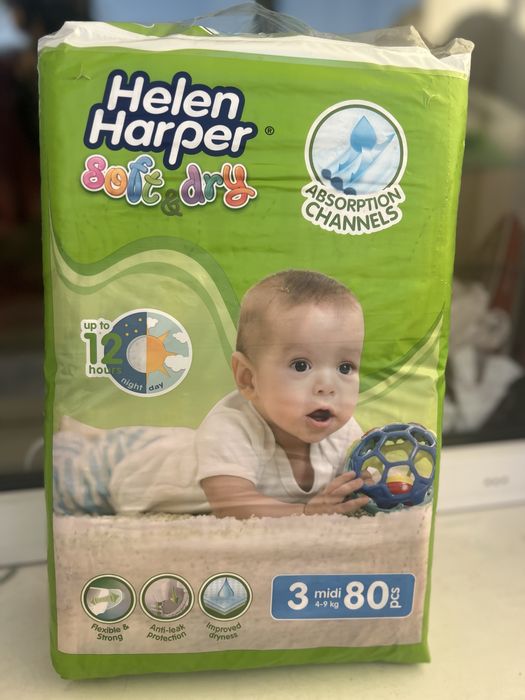 Helen
Harper®
Soft & dry
ABSORPTION
CHANNELS
up to
12
hours
night day
3 midi 80 pcs
4-9 kg
Flexible &
Strong
Anti-leak
protection
Improved
dryness